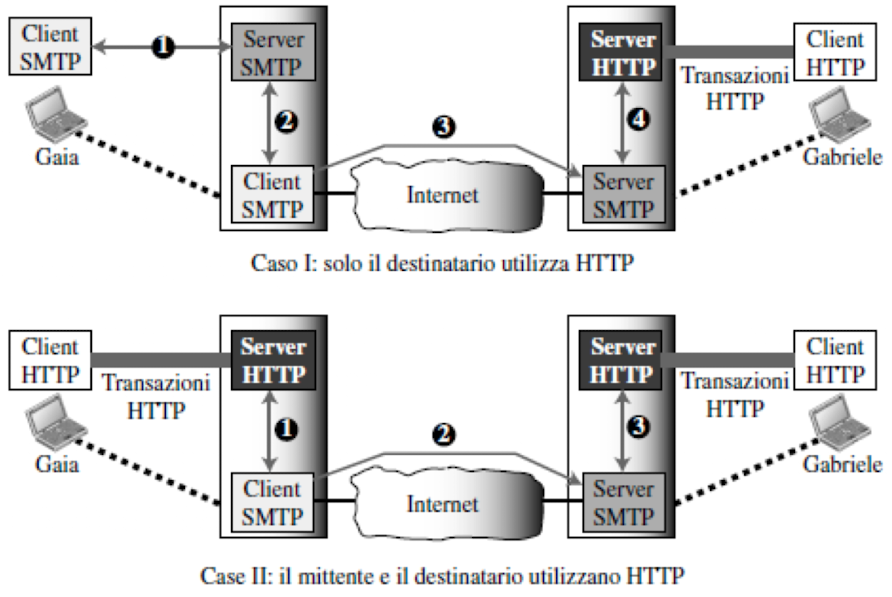 Client
SMTP
1
Server
SMTP
Server
HTTP
Transazioni
HTTP
Client
HTTP
2
3
4
Gaia
Gabriele
Client
SMTP
Internet
Server
SMTP
Caso I: solo il destinatario utilizza HTTP
Client
HTTP
Transazioni
HTTP
Server
HTTP
Server
HTTP
Transazioni
HTTP
Client
HTTP
1
2
3
Gaia
Gabriele
Client
SMTP
Internet
Server
SMTP
Case II: il mittente e il destinatario utilizzano HTTP